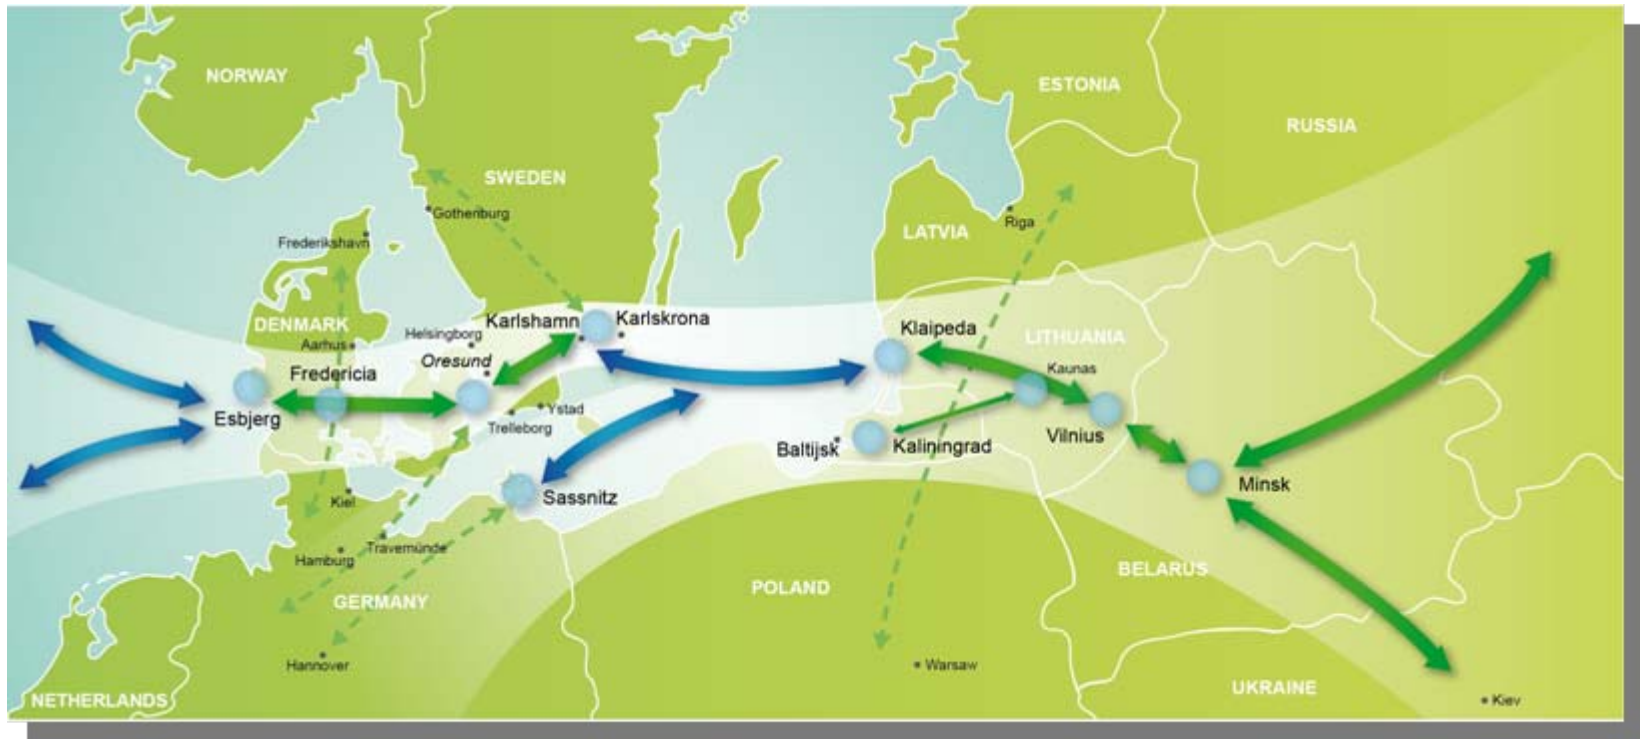 NORWAY
ESTONIA
RUSSIA
SWEDEN
Gothenburg
Riga
LATVIA
Frederikshavn
DENMARK
Karlshamn
Karlskrona
Klaipeda
Helsingborg
LITHUANIA
Aarhus
Oresund
Fredericia
Kaunas
Esbjerg
Ystad
Trelleborg
Vilnius
Baltijsk
Kaliningrad
Minsk
Sassnitz
Kiel
Travemünde
Hamburg
BELARUS
POLAND
GERMANY
Hannover
Warsaw
UKRAINE
NETHERLANDS
Kiev